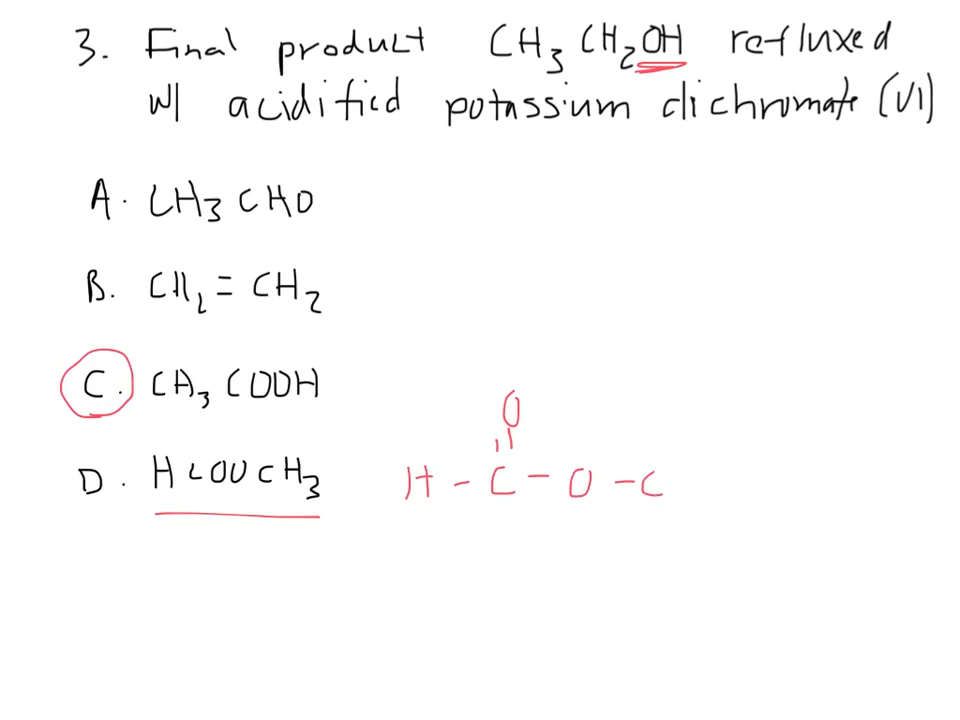 3. Final product CH3CH2OH refluxed
w/ acidified potassium dichromate (VI)
A. CH3CHO
B. CH2=CH2
C. CH3COOH
O
D. HCOOCH3 H-C-O-C